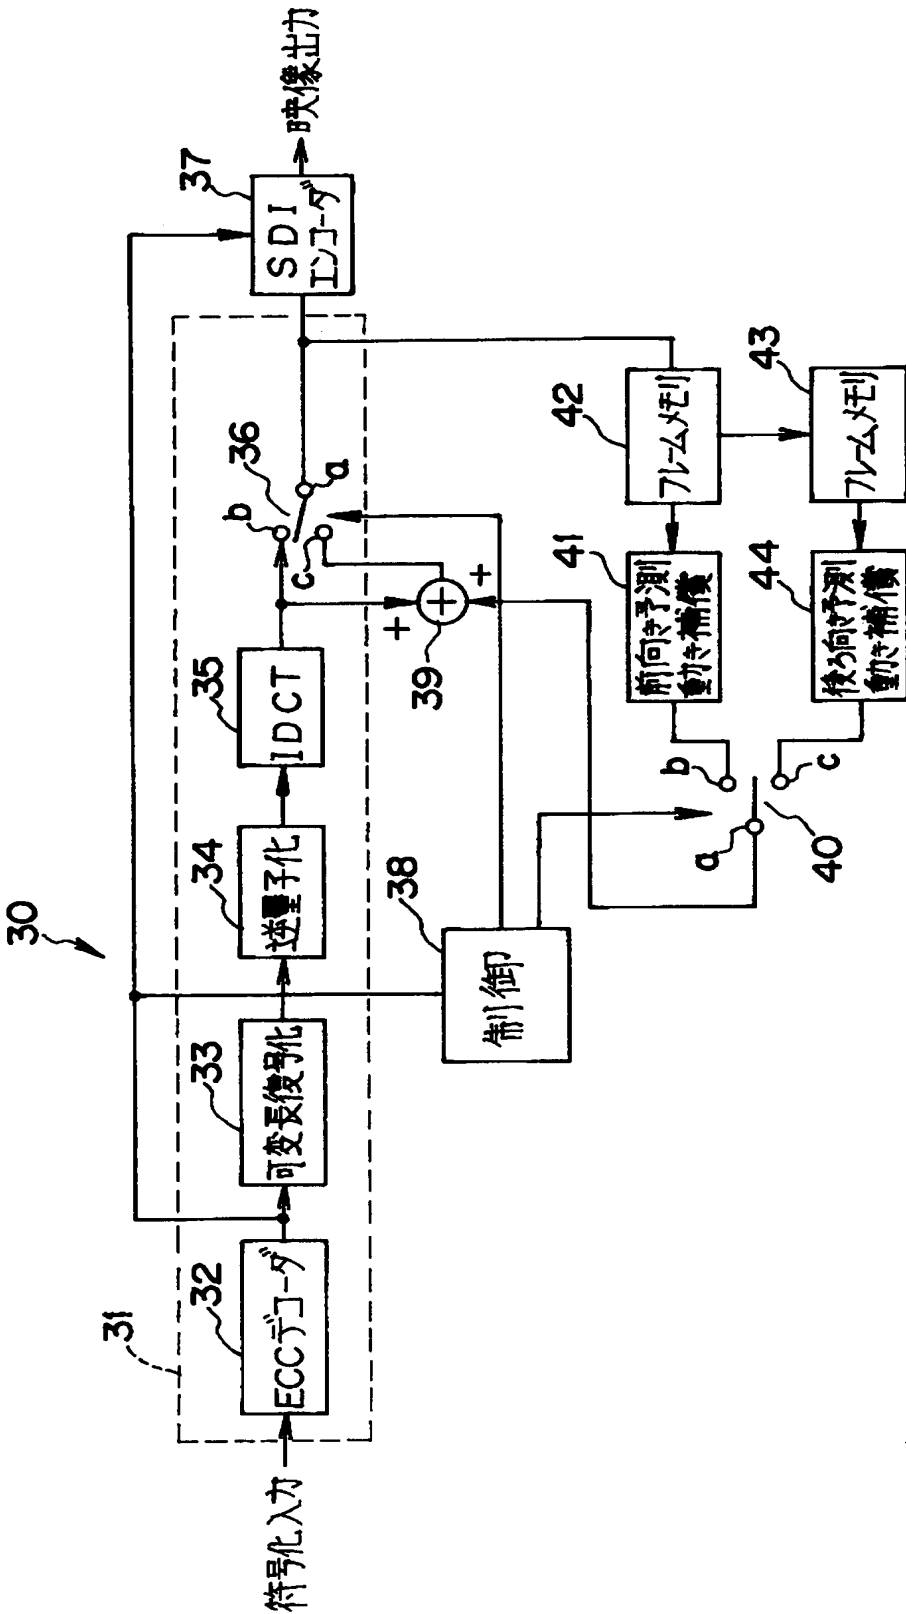 30
31
符号化入力
32
ECCデコーダ
33
可変長復号化
34
逆量子化
35
IDCT
b
36
a
c
37
SDI
エンコーダ
映像出力
+
+
39
38
制御
41
前向き予測
動き補償
42
フレームメモリ
43
フレームメモリ
44
後ろ向き予測
動き補償
b
a
c
40